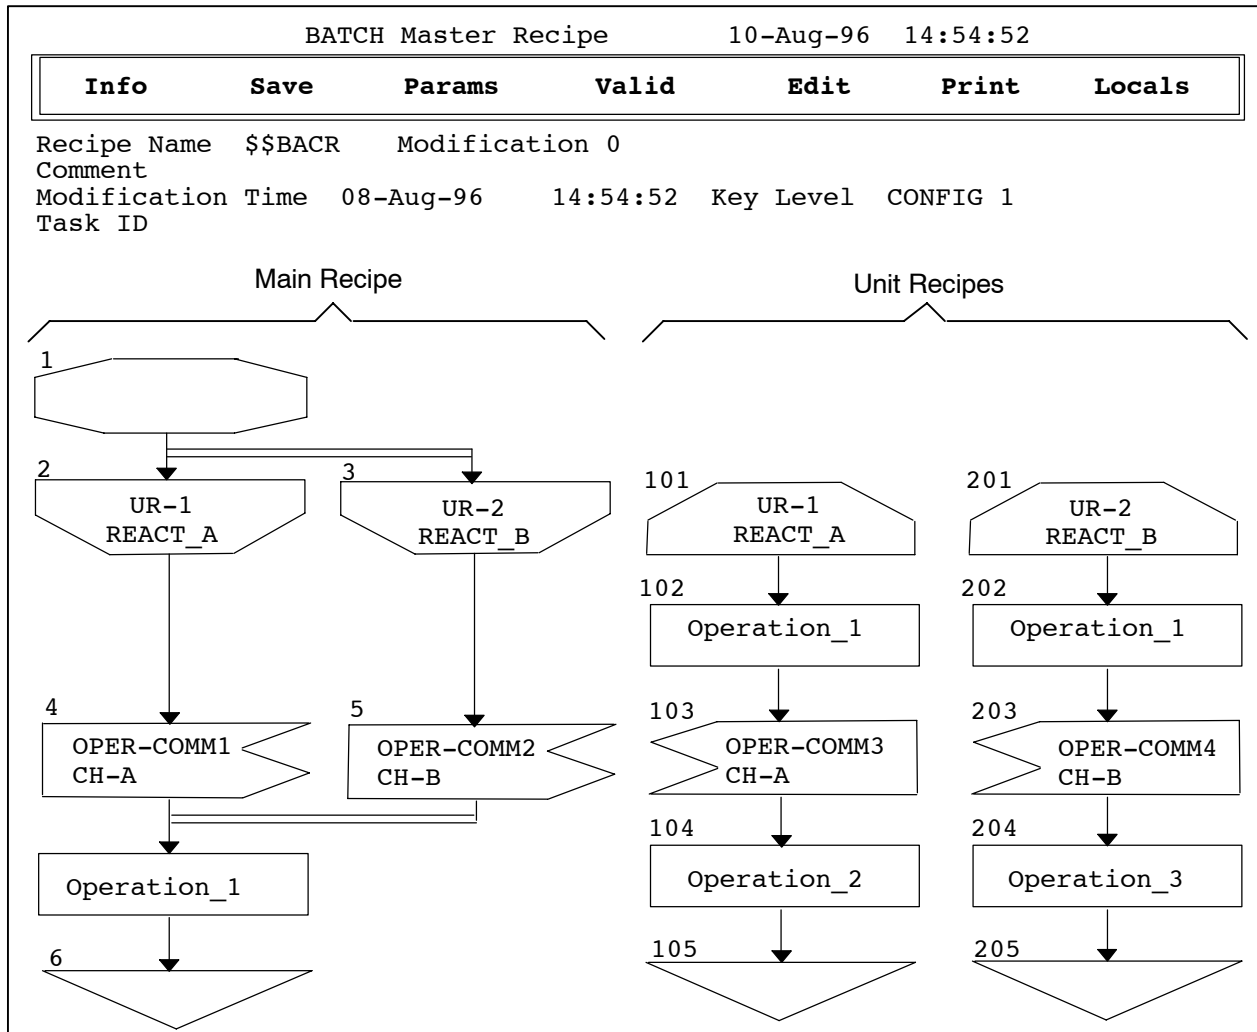 BATCH Master Recipe 10-Aug-96 14:54:52
Info Save Params Valid Edit Print Locals
Recipe Name $$BACR Modification 0
Comment
Modification Time 08-Aug-96 14:54:52 Key Level CONFIG 1
Task ID
Main Recipe
Unit Recipes
1
2
UR-1
REACT_A
3
UR-2
REACT_B
4
OPER-COMM1
CH-A
5
OPER-COMM2
CH-B
Operation_1
6
101
UR-1
REACT_A
102
Operation_1
103
OPER-COMM3
CH-A
104
Operation_2
105
201
UR-2
REACT_B
202
Operation_1
203
OPER-COMM4
CH-B
204
Operation_3
205